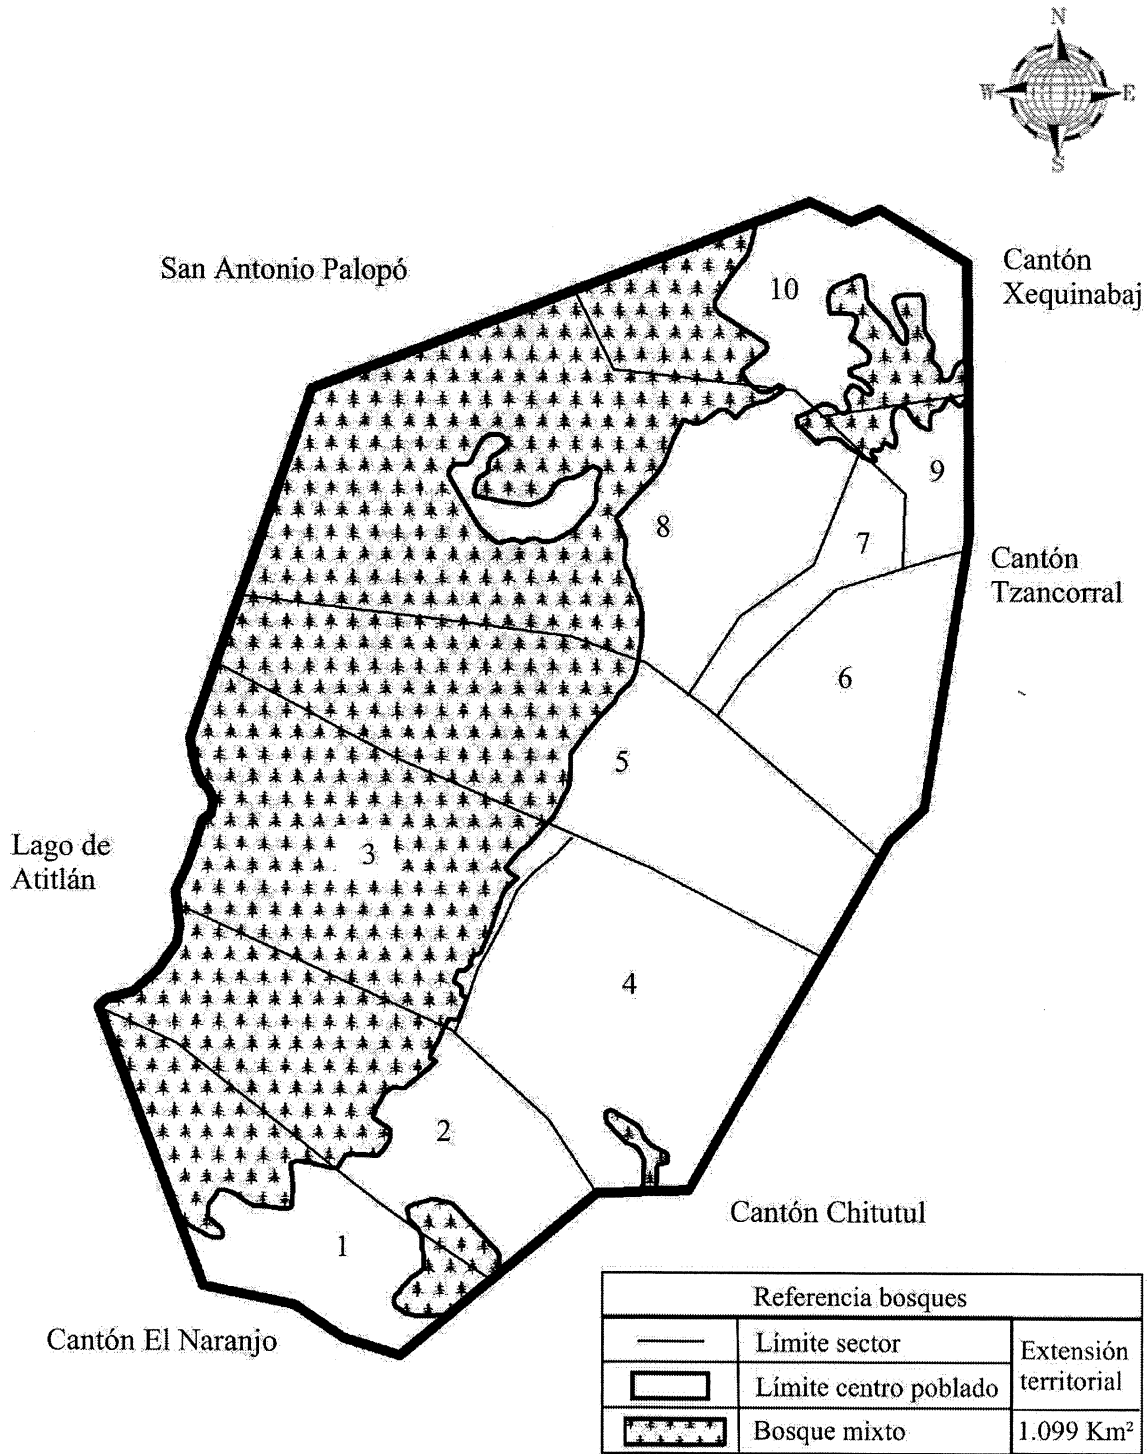 N
W E
S
San Antonio Palopó
Cantón
Xequinabaj
10
9
8
7
Cantón
Tzancorral
6
5
Lago de
Atitlán
3
4
2
Cantón Chitutul
1
Cantón El Naranjo
Referencia bosques
Límite sector
Extensión
territorial
Límite centro poblado
Bosque mixto
1.099 Km²